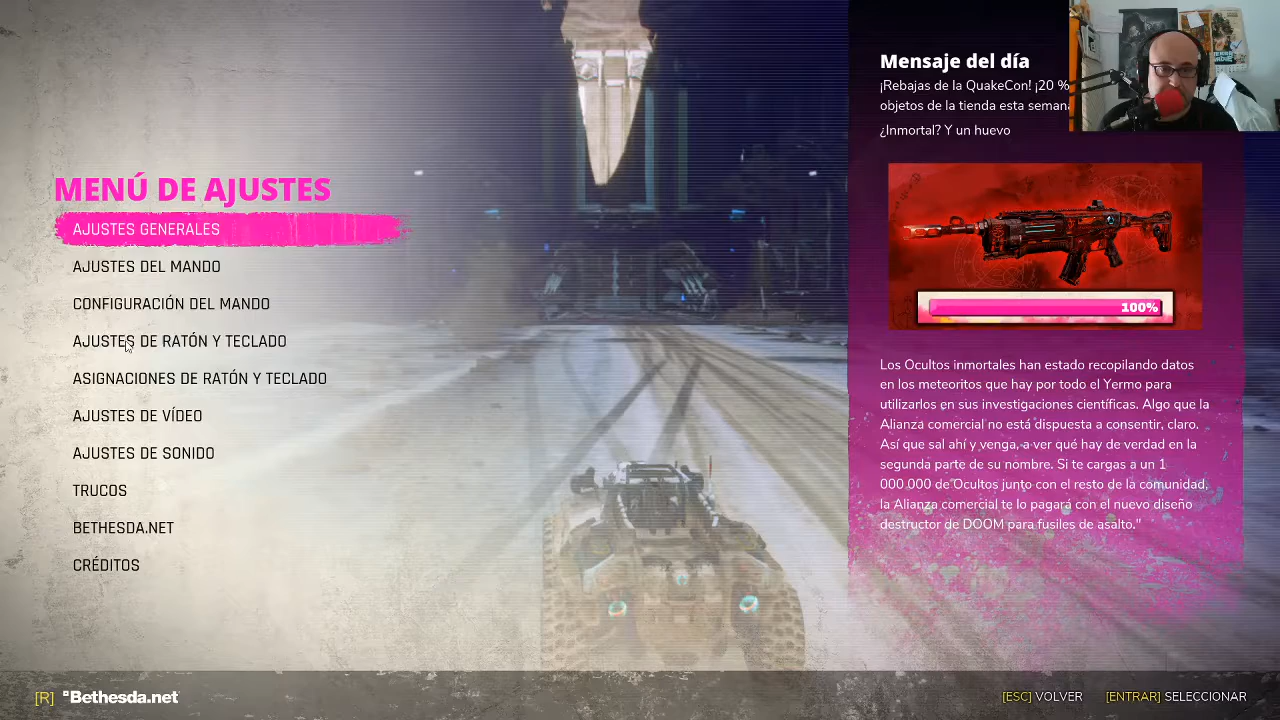 MENÚ DE AJUSTES
AJUSTES GENERALES
AJUSTES DEL MANDO
CONFIGURACIÓN DEL MANDO
AJUSTES DE RATÓN Y TECLADO
ASIGNACIONES DE RATÓN Y TECLADO
AJUSTES DE VÍDEO
AJUSTES DE SONIDO
TRUCOS
BETHESDA.NET
CRÉDITOS
Mensaje del día
¡Rebajas de la QuakeCon! ¡20 %
objetos de la tienda esta semana
¿Inmortal? Y un huevo
100%
Los Ocultos inmortales han estado recopilando datos
en los meteoritos que hay por todo el Yermo para
utilizarlos en sus investigaciones científicas. Algo que la
Alianza comercial no está dispuesta a consentir, claro.
Así que sal ahí y venga, a ver qué hay de verdad en la
segunda parte de su nombre. Si te cargas a un 1
000 000 de Ocultos junto con el resto de la comunidad,
la Alianza comercial te lo pagará con el nuevo diseño
destructor de DOOM para fusiles de asalto."
[R] Bethesda.net
[ESC] VOLVER [ENTRAR] SELECCIONAR